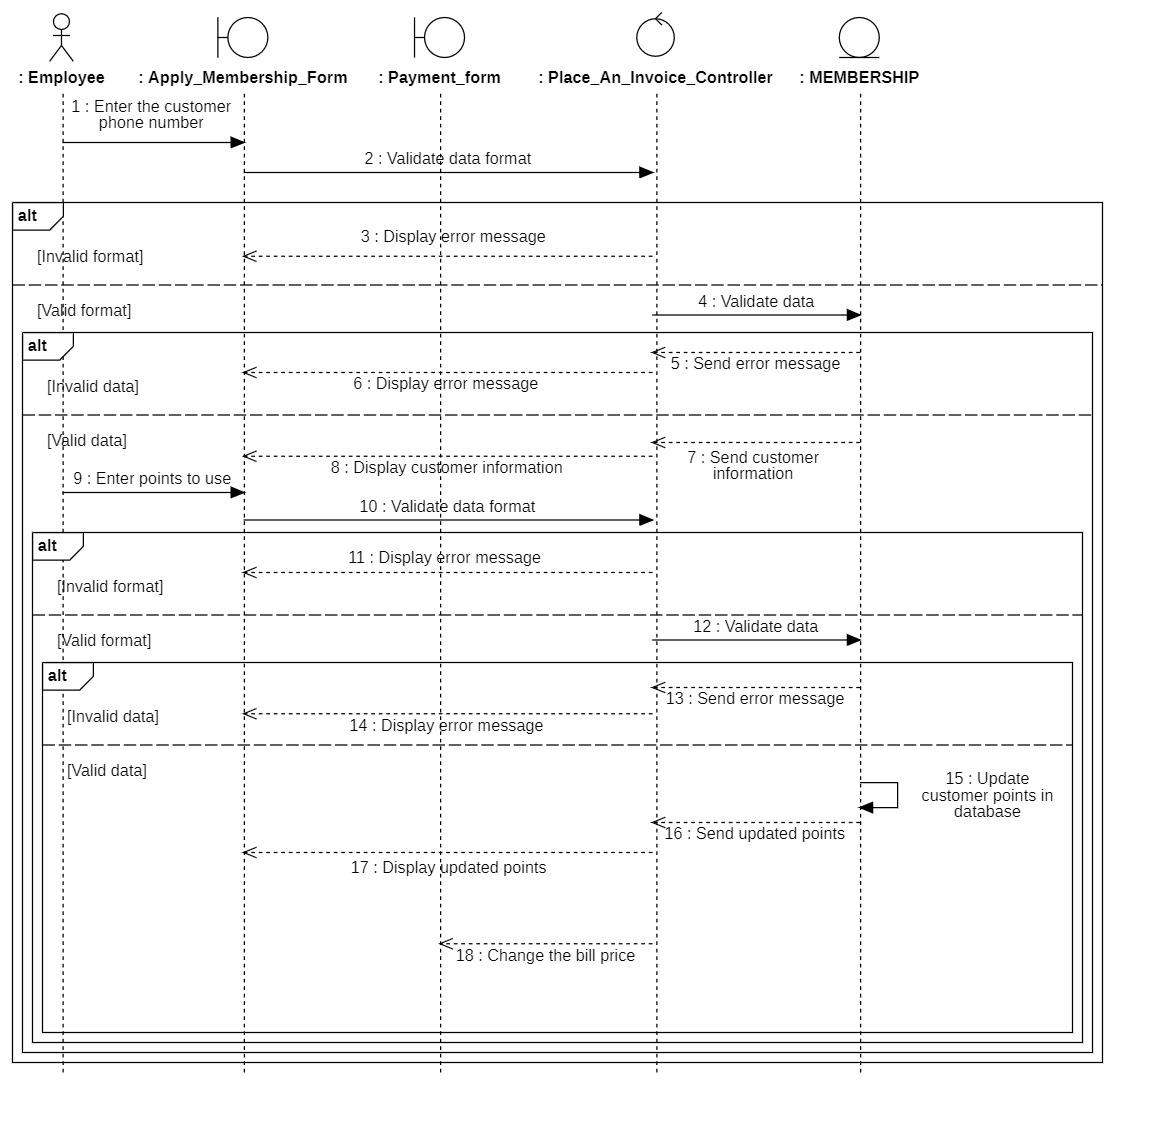 : Employee
: Apply_Membership_Form
: Payment_form
: Place_An_Invoice_Controller
: MEMBERSHIP
1 : Enter the customer
phone number
2 : Validate data format
alt
3 : Display error message
[Invalid format]
4 : Validate data
[Valid format]
alt
5 : Send error message
6 : Display error message
[Invalid data]
[Valid data]
7 : Send customer
information
8 : Display customer information
9 : Enter points to use
10 : Validate data format
alt
11 : Display error message
[Invalid format]
12 : Validate data
[Valid format]
alt
13 : Send error message
[Invalid data]
14 : Display error message
[Valid data]
15 : Update
customer points in
database
16 : Send updated points
17 : Display updated points
18 : Change the bill price